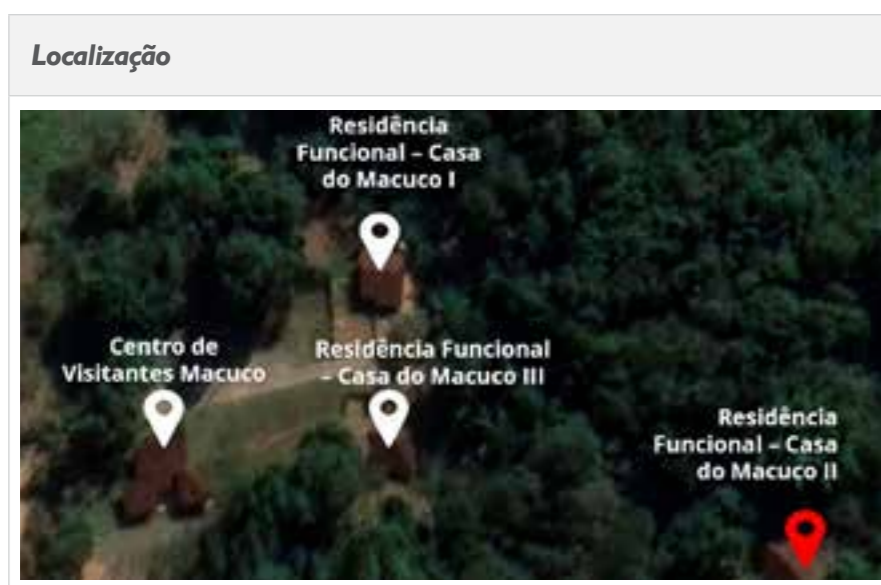 Localização
Residência
Funcional – Casa
do Macuco I
Centro de
Visitantes Macuco
Residência Funcional
– Casa do Macuco III
Residência
Funcional – Casa
do Macuco II